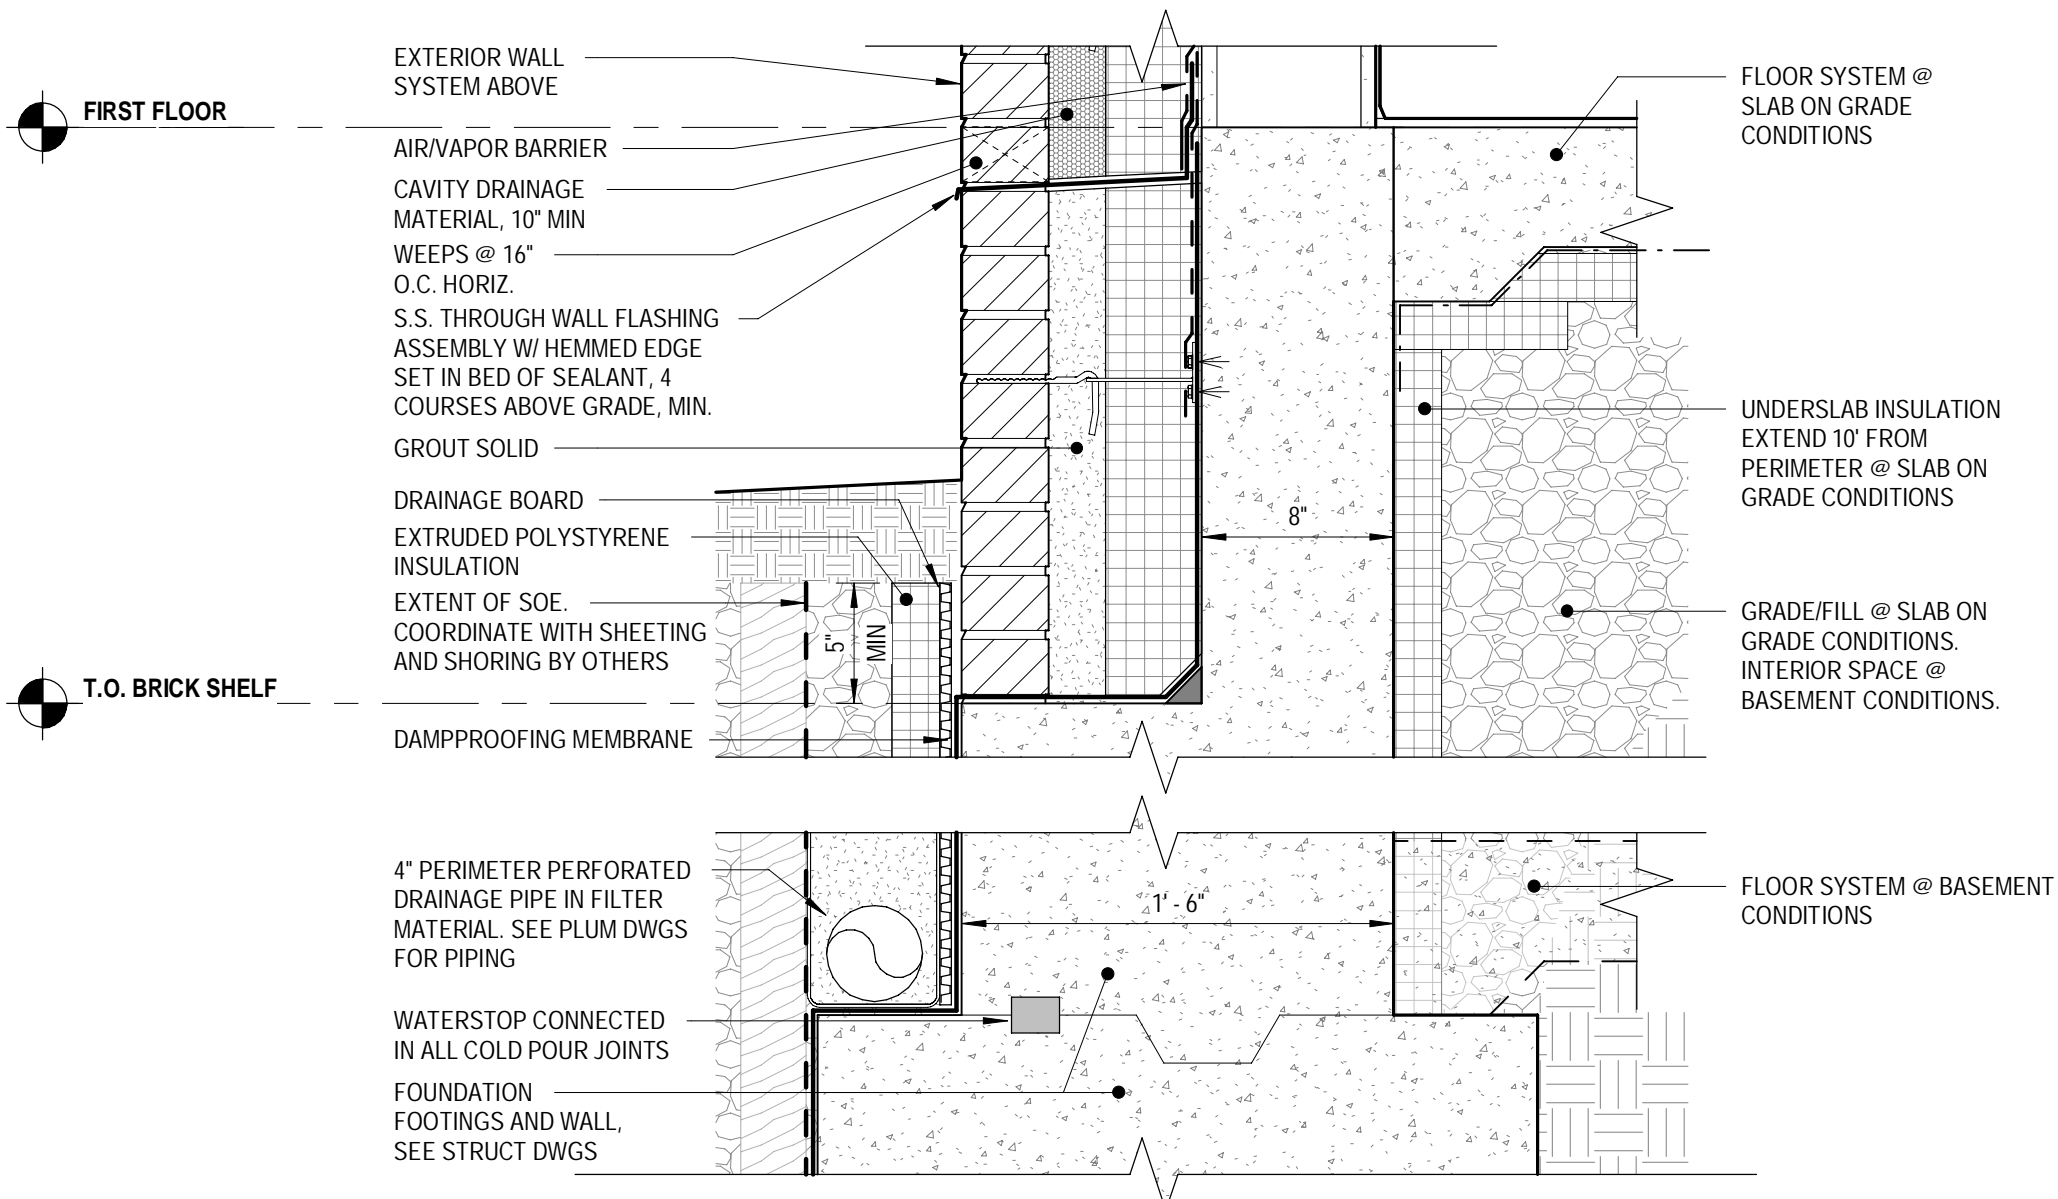 FIRST FLOOR
T.O. BRICK SHELF
EXTERIOR WALL
SYSTEM ABOVE
AIR/VAPOR BARRIER
CAVITY DRAINAGE
MATERIAL, 10" MIN
WEEPS @ 16"
O.C. HORIZ.
S.S. THROUGH WALL FLASHING
ASSEMBLY W/ HEMMED EDGE
SET IN BED OF SEALANT, 4
COURSES ABOVE GRADE, MIN.
GROUT SOLID
DRAINAGE BOARD
EXTRUDED POLYSTYRENE
INSULATION
EXTENT OF SOE.
COORDINATE WITH SHEETING
AND SHORING BY OTHERS
DAMPPROOFING MEMBRANE
4" PERIMETER PERFORATED
DRAINAGE PIPE IN FILTER
MATERIAL. SEE PLUM DWGS
FOR PIPING
WATERSTOP CONNECTED
IN ALL COLD POUR JOINTS
FOUNDATION
FOOTINGS AND WALL,
SEE STRUCT DWGS
5"
MIN
8"
1' - 6"
FLOOR SYSTEM @
SLAB ON GRADE
CONDITIONS
UNDERSLAB INSULATION
EXTEND 10' FROM
PERIMETER @ SLAB ON
GRADE CONDITIONS
GRADE/FILL @ SLAB ON
GRADE CONDITIONS.
INTERIOR SPACE @
BASEMENT CONDITIONS.
FLOOR SYSTEM @ BASEMENT
CONDITIONS